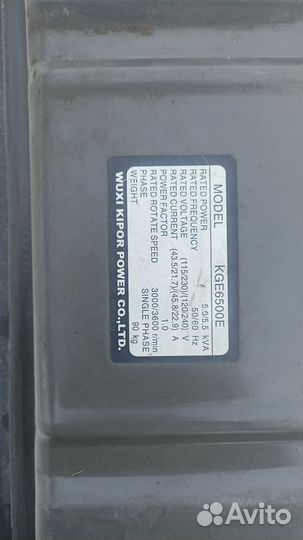 MODEL KGE6500E
RATED POWER 5.0/5.5 kVA
RATED FREQUENCY 50/60 Hz
RATED VOLTAGE (115/230)/(120/240) V
RATED CURRENT (43.5/21.7)/(45.8/22.9) A
POWER FACTOR 1.0
RATED ROTATE SPEED 3000/3600 r/min
PHASE SINGLE PHASE
WEIGHT 90 kg
WUXI KIPOR POWER CO.,LTD.
Avito